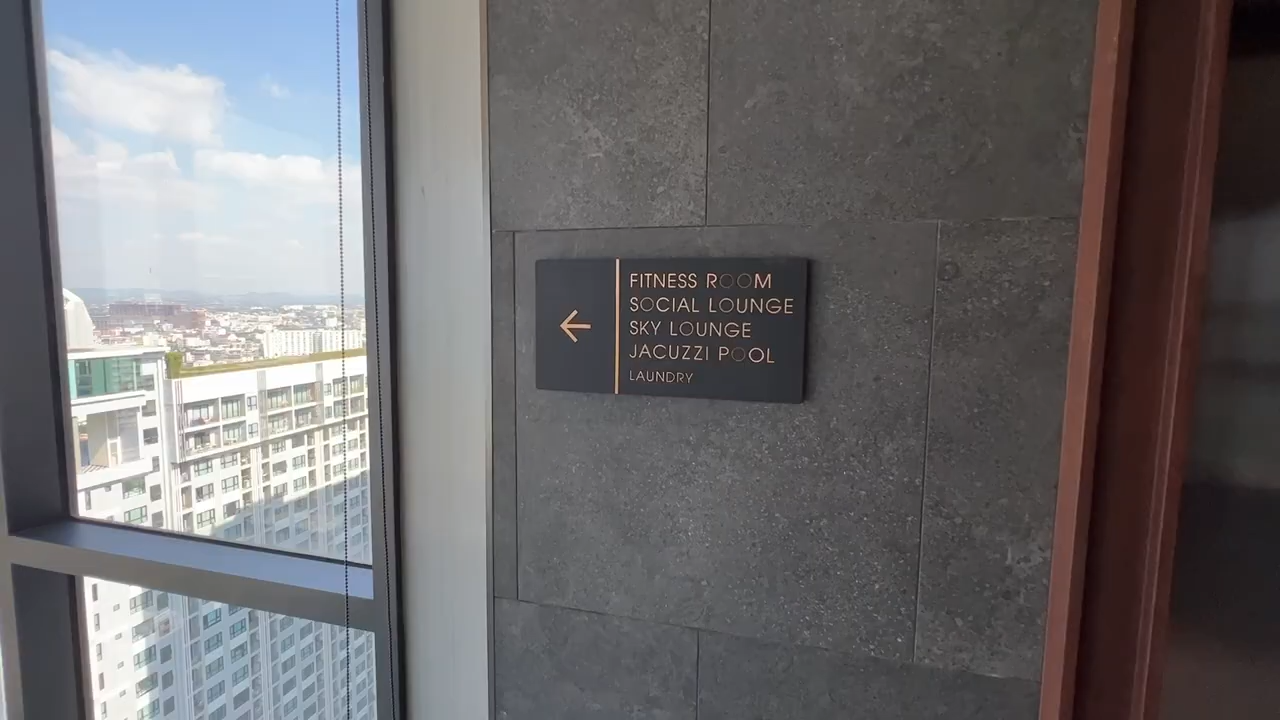 FITNESS ROOM
SOCIAL LOUNGE
SKY LOUNGE
JACUZZI POOL
LAUNDRY